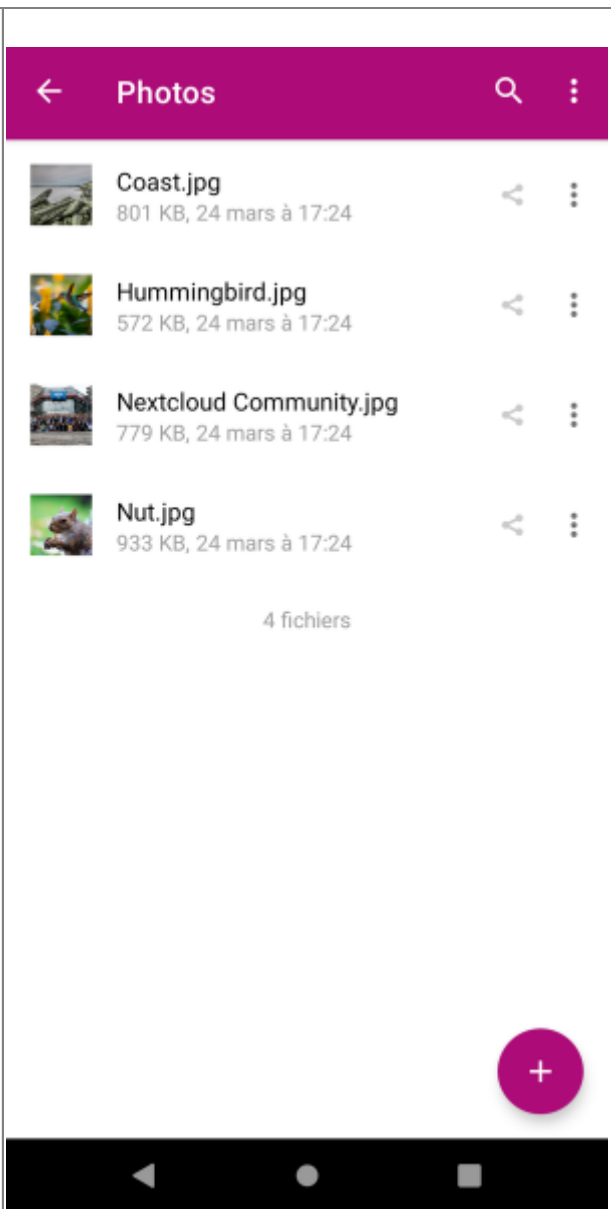 Photos
Coast.jpg
801 KB, 24 mars à 17:24
Hummingbird.jpg
572 KB, 24 mars à 17:24
Nextcloud Community.jpg
779 KB, 24 mars à 17:24
Nut.jpg
933 KB, 24 mars à 17:24
4 fichiers